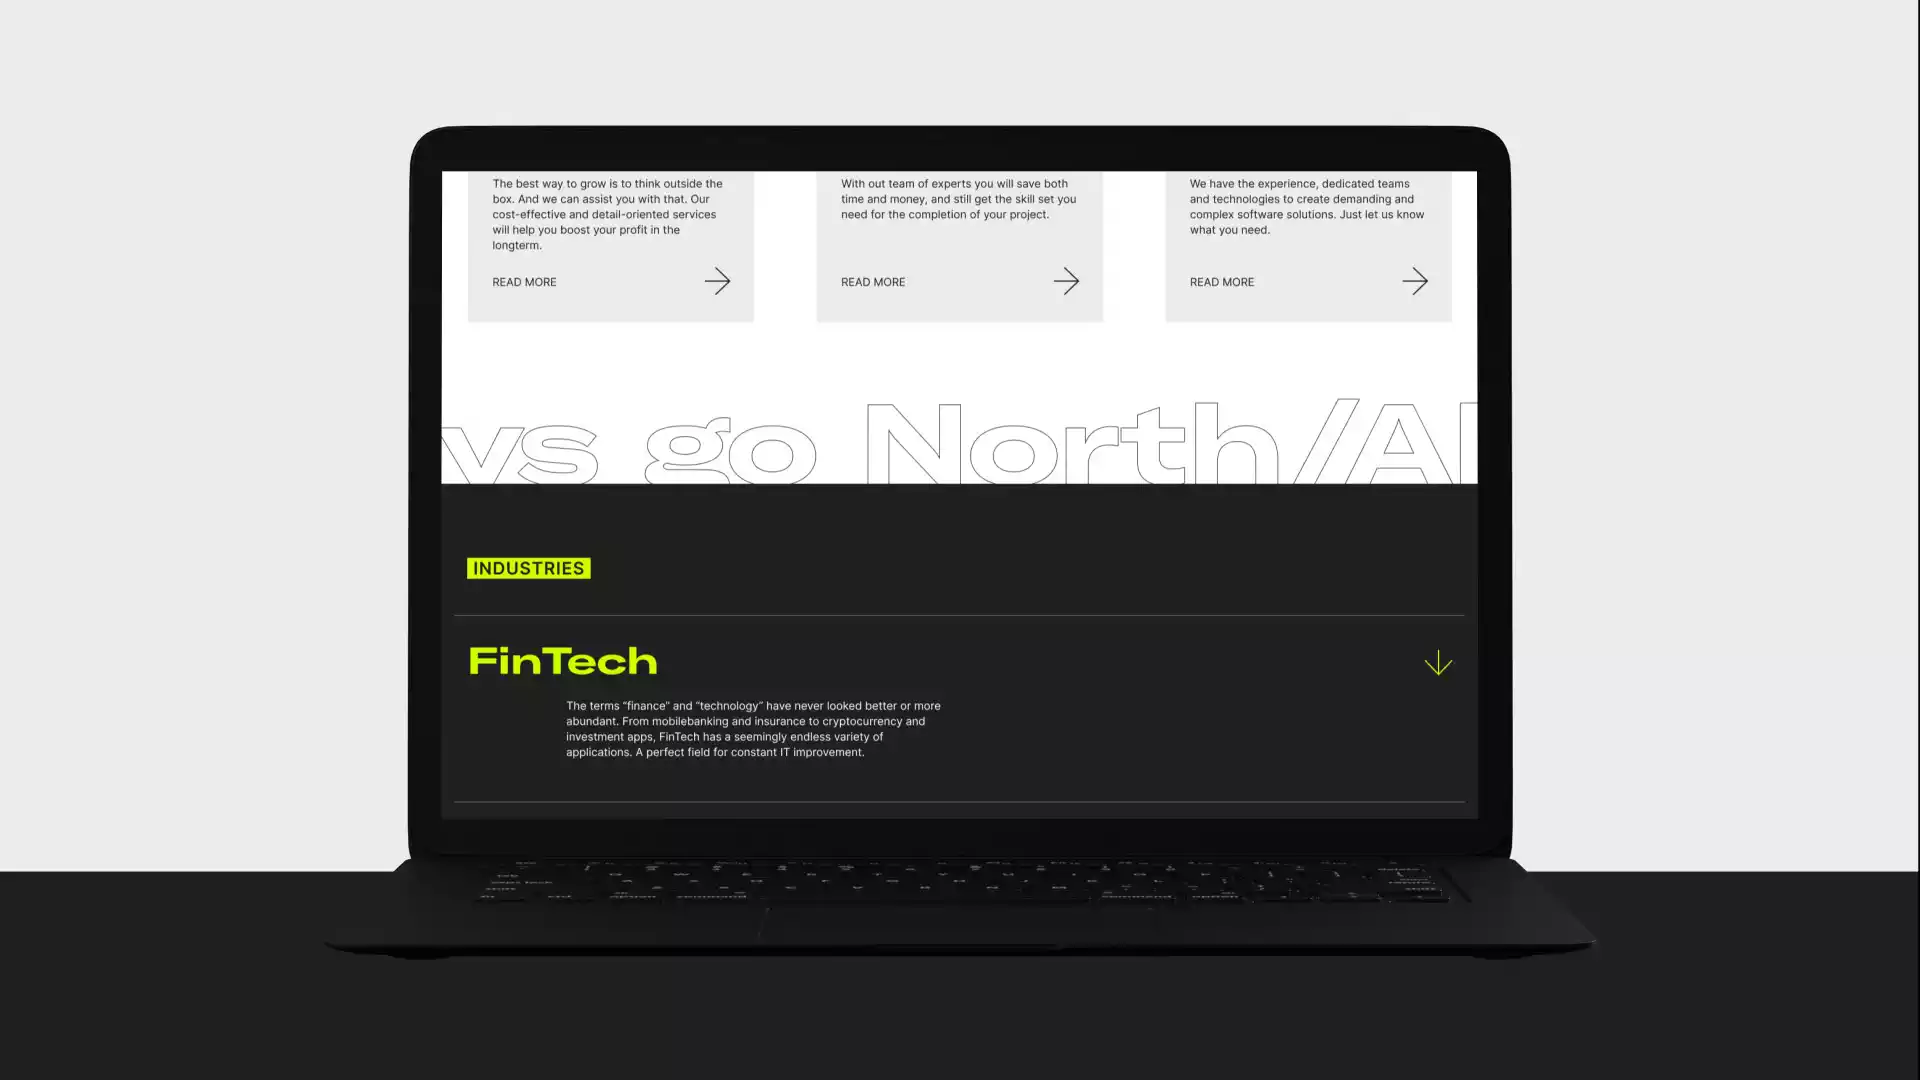 The best way to grow is to think outside the
box. And we can assist you with that. Our
cost-effective and detail-oriented services
will help you boost your profit in the
longterm.
READ MORE
With out team of experts you will save both
time and money, and still get the skill set you
need for the completion of your project.
READ MORE
We have the experience, dedicated teams
and technologies to create demanding and
complex software solutions. Just let us know
what you need.
READ MORE
ys go North/Al
INDUSTRIES
FinTech
The terms “finance” and “technology” have never looked better or more
abundant. From mobilebanking and insurance to cryptocurrency and
investment apps, FinTech has a seemingly endless variety of
applications. A perfect field for constant IT improvement.